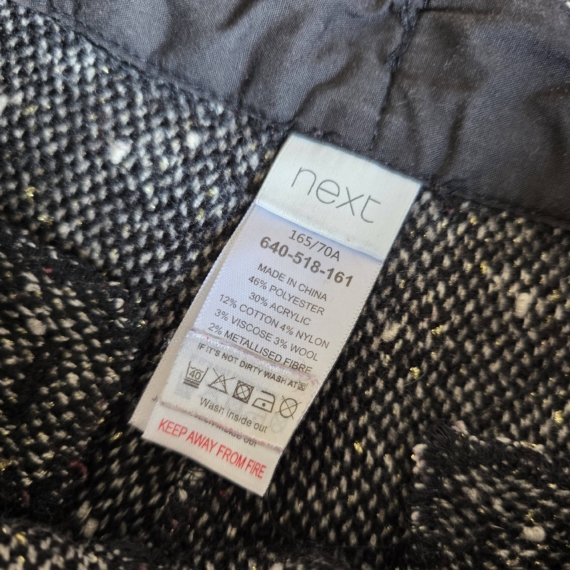 next
165/70A
640-518-161
MADE IN CHINA
46% POLYESTER
30% ACRYLIC
12% COTTON 4% NYLON
3% VISCOSE 3% WOOL
2% METALLISED FIBRE
IF IT'S NOT DIRTY WASH AT 30
40
Wash inside out
KEEP AWAY FROM FIRE